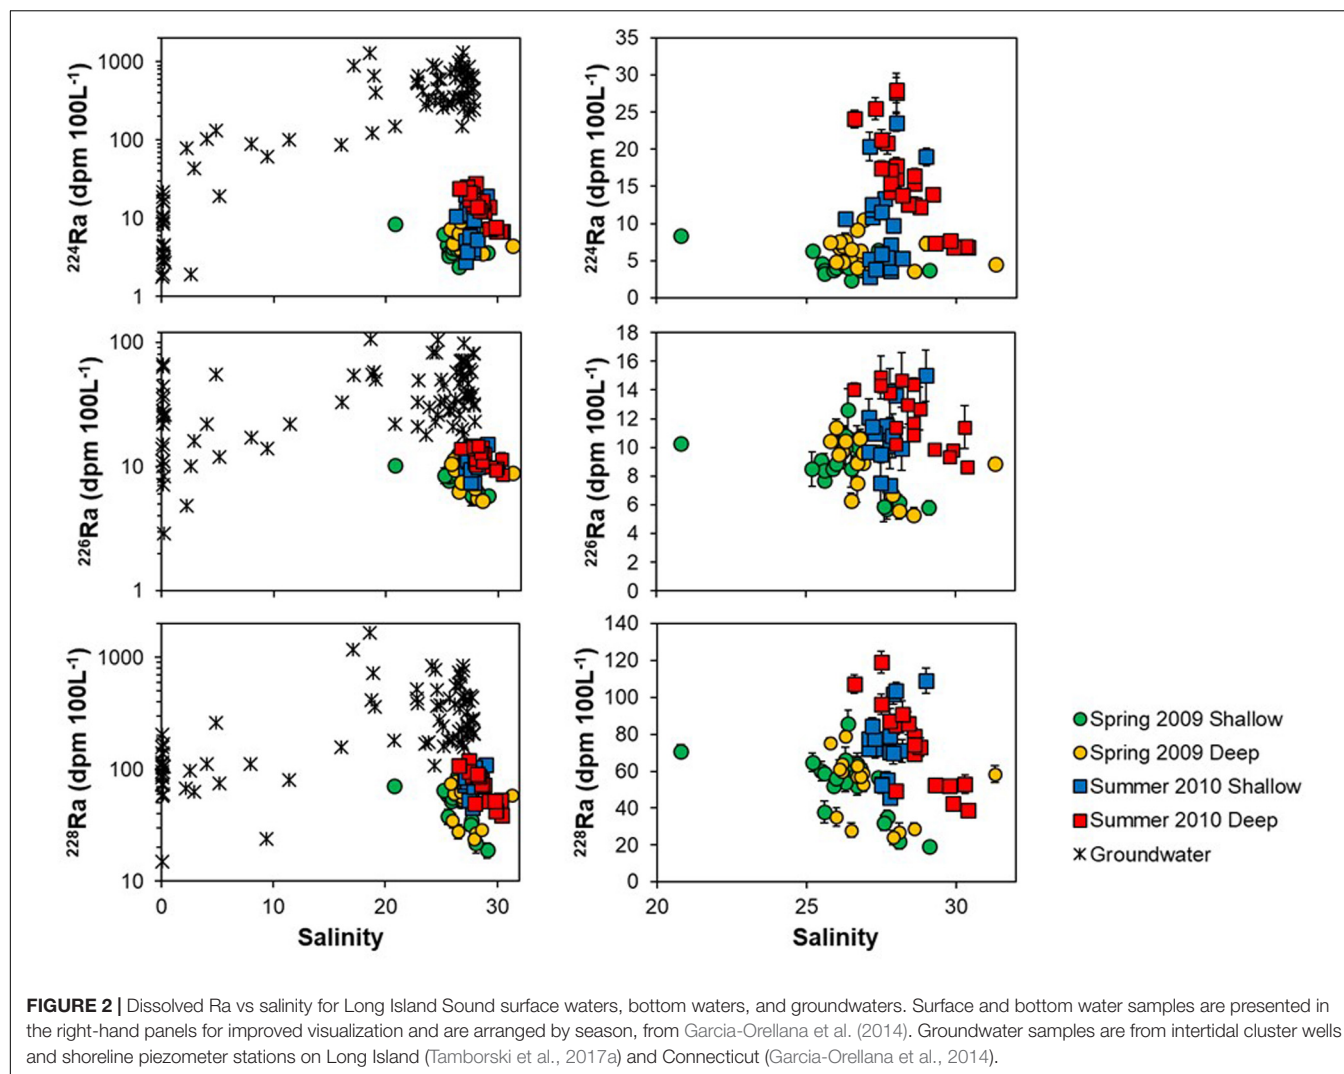 1000
100
10
1
²²⁴Ra (dpm 100L⁻¹)
35
30
25
20
15
10
5
0
²²⁴Ra (dpm 100L⁻¹)
100
10
1
²²⁶Ra (dpm 100L⁻¹)
18
16
14
12
10
8
6
4
2
0
²²⁶Ra (dpm 100L⁻¹)
1000
100
10
²²⁸Ra (dpm 100L⁻¹)
0 10 20 30
Salinity
140
120
100
80
60
40
20
0
²²⁸Ra (dpm 100L⁻¹)
20 25 30
Salinity
Spring 2009 Shallow
Spring 2009 Deep
Summer 2010 Shallow
Summer 2010 Deep
Groundwater
FIGURE 2 | Dissolved Ra vs salinity for Long Island Sound surface waters, bottom waters, and groundwaters. Surface and bottom water samples are presented in
the right-hand panels for improved visualization and are arranged by season, from Garcia-Orellana et al. (2014). Groundwater samples are from intertidal cluster wells
and shoreline piezometer stations on Long Island (Tamborski et al., 2017a) and Connecticut (Garcia-Orellana et al., 2014).